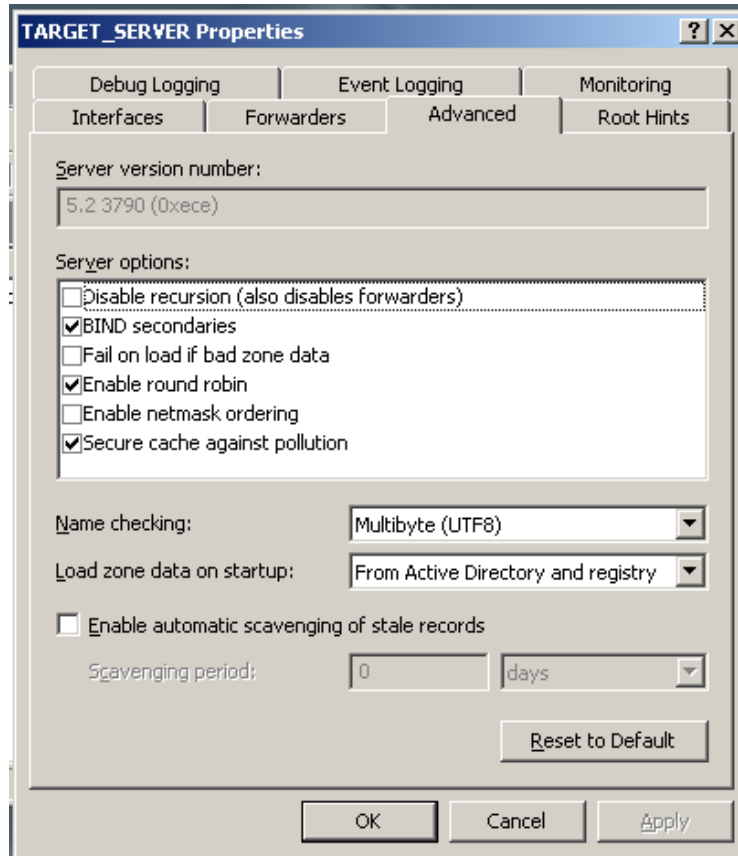 TARGET_SERVER Properties
Debug Logging Event Logging Monitoring
Interfaces Forwarders Advanced Root Hints
Server version number:
5.2 3790 (0xece)
Server options:
Disable recursion (also disables forwarders)
BIND secondaries
Fail on load if bad zone data
Enable round robin
Enable netmask ordering
Secure cache against pollution
Name checking: Multibyte (UTF8)
Load zone data on startup: From Active Directory and registry
Enable automatic scavenging of stale records
Scavenging period: 0 days
Reset to Default
OK Cancel Apply